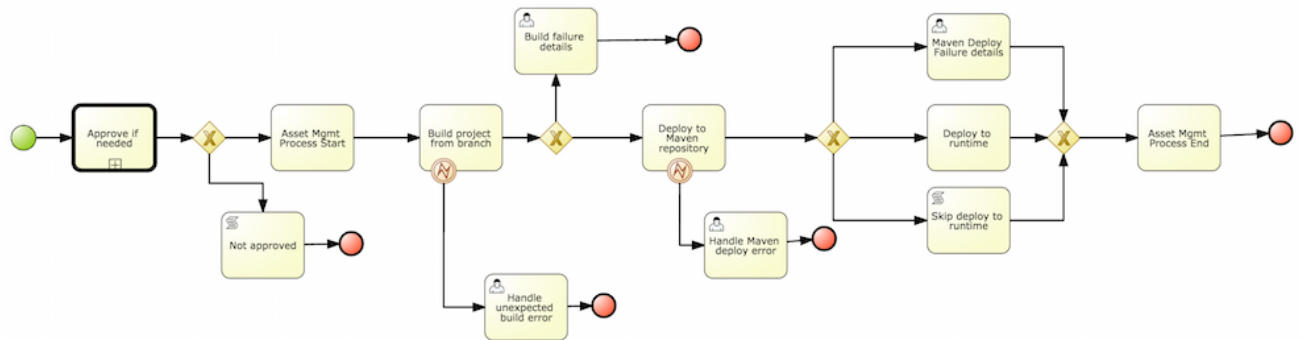 Build failure
details
Maven Deploy
Failure details
Approve if
needed
Asset Mgmt
Process Start
Build project
from branch
Deploy to
Maven
repository
Deploy to
runtime
Asset Mgmt
Process End
Not approved
Handle Maven
deploy error
Skip deploy to
runtime
Handle
unexpected
build error